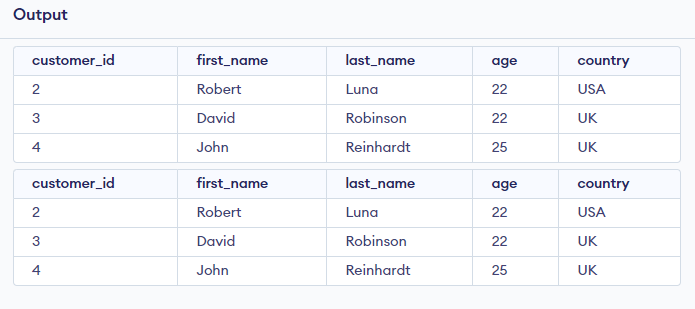 Output
customer_id first_name last_name age country
2 Robert Luna 22 USA
3 David Robinson 22 UK
4 John Reinhardt 25 UK
customer_id first_name last_name age country
2 Robert Luna 22 USA
3 David Robinson 22 UK
4 John Reinhardt 25 UK